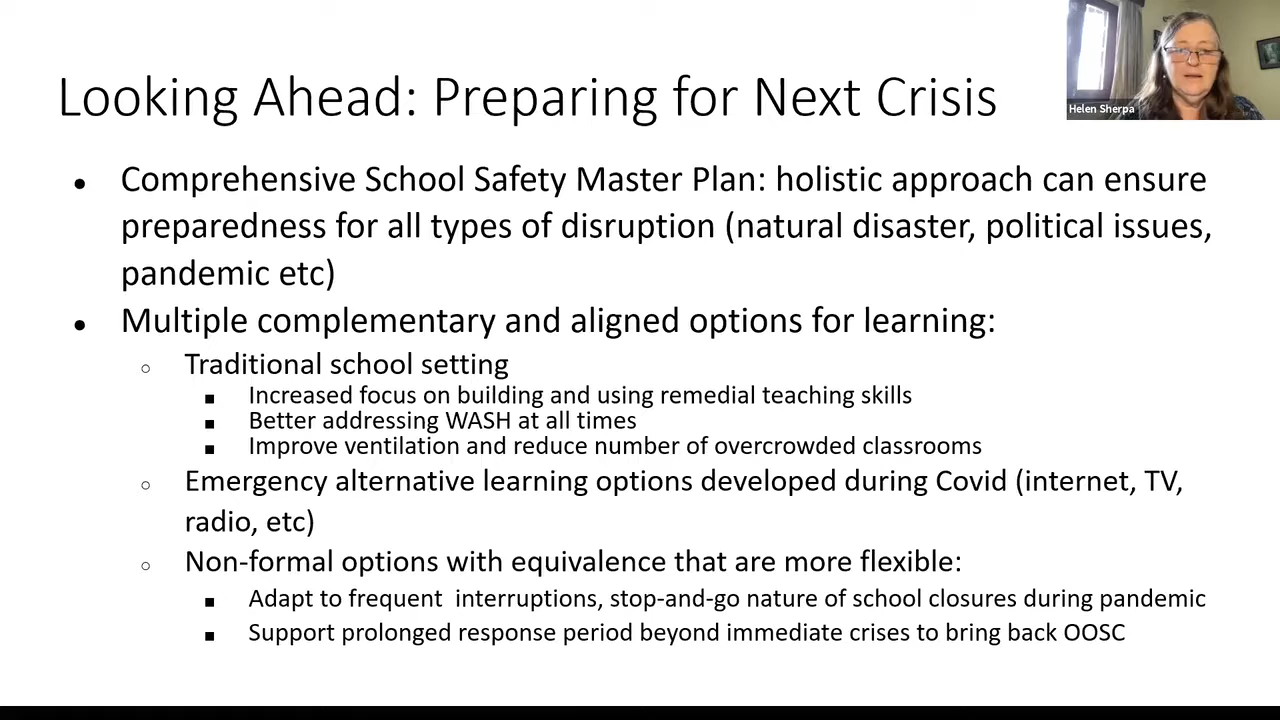 Looking Ahead: Preparing for Next Crisis
Helen Sherpa
● Comprehensive School Safety Master Plan: holistic approach can ensure
preparedness for all types of disruption (natural disaster, political issues,
pandemic etc)
● Multiple complementary and aligned options for learning:
○ Traditional school setting
■ Increased focus on building and using remedial teaching skills
■ Better addressing WASH at all times
■ Improve ventilation and reduce number of overcrowded classrooms
○ Emergency alternative learning options developed during Covid (internet, TV,
radio, etc)
○ Non-formal options with equivalence that are more flexible:
■ Adapt to frequent  interruptions, stop-and-go nature of school closures during pandemic
■ Support prolonged response period beyond immediate crises to bring back OOSC